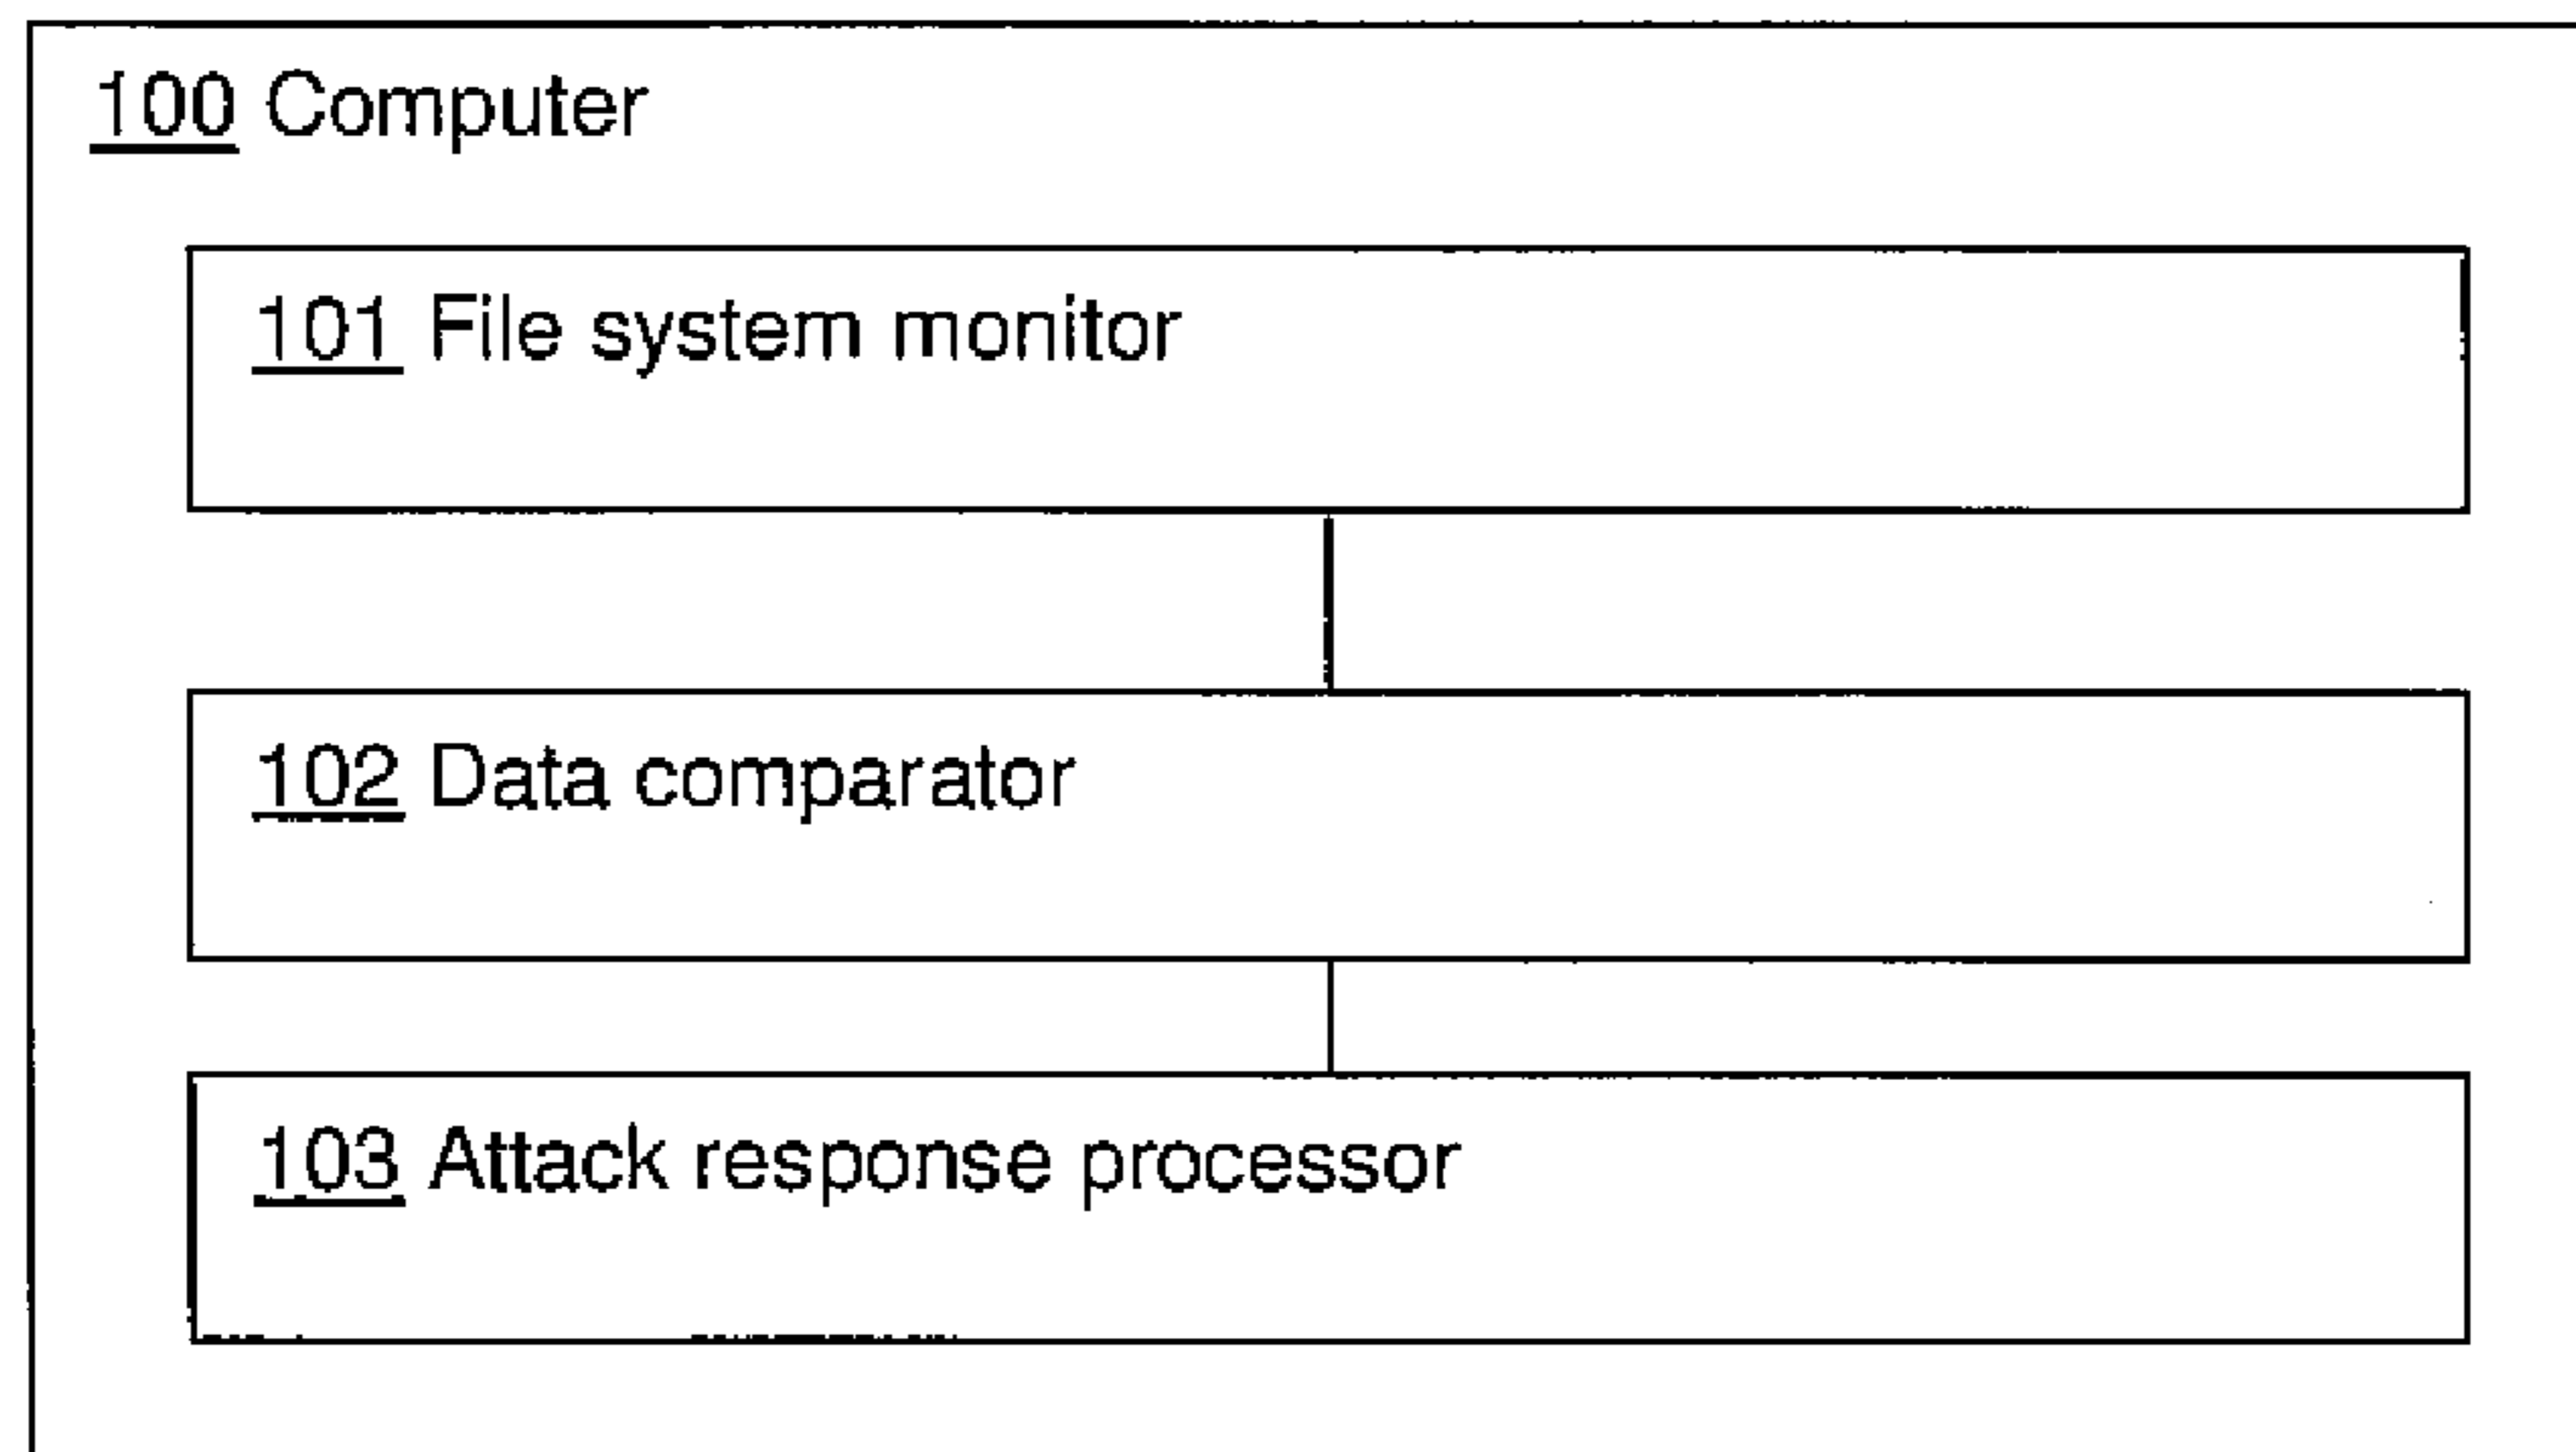 100 Computer
101 File system monitor
102 Data comparator
103 Attack response processor